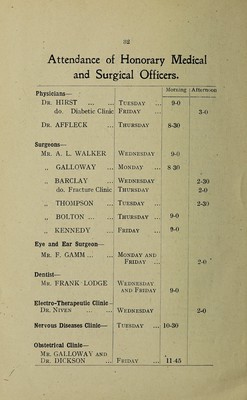 32
Attendance of Honorary Medical
and Surgical Officers.
Morning Afternoon
Physicians—
DR. HIRST ... ... TUESDAY ... 9-0
do. Diabetic Clinic FRIDAY ... 3-0
DR. AFFLECK ... THURSDAY 8-30
Surgeons—
MR. A. L. WALKER WEDNESDAY 9-0
„ GALLOWAY ... MONDAY ... 8 30
„ BARCLAY ... WEDNESDAY 2-30
do. Fracture Clinic THURSDAY 2-0
„ THOMPSON ... TUESDAY ... 2-30
„ BOLTON ... ... THURSDAY ... 9-0
„ KENNEDY ... FRIDAY ... 9-0
Eye and Ear Surgeon—
MR. F. GAMM ... ... MONDAY AND
FRIDAY ... 2-0
Dentist—
MR. FRANK LODGE WEDNESDAY
AND FRIDAY 9-0
Electro-Therapeutic Clinic—
DR. NIVEN ... ... WEDNESDAY 2-0
Nervous Diseases Clinic— TUESDAY ... 10-30
Obstetrical Clinic—
MR. GALLOWAY AND
DR. DICKSON ... FRIDAY ... 11 45